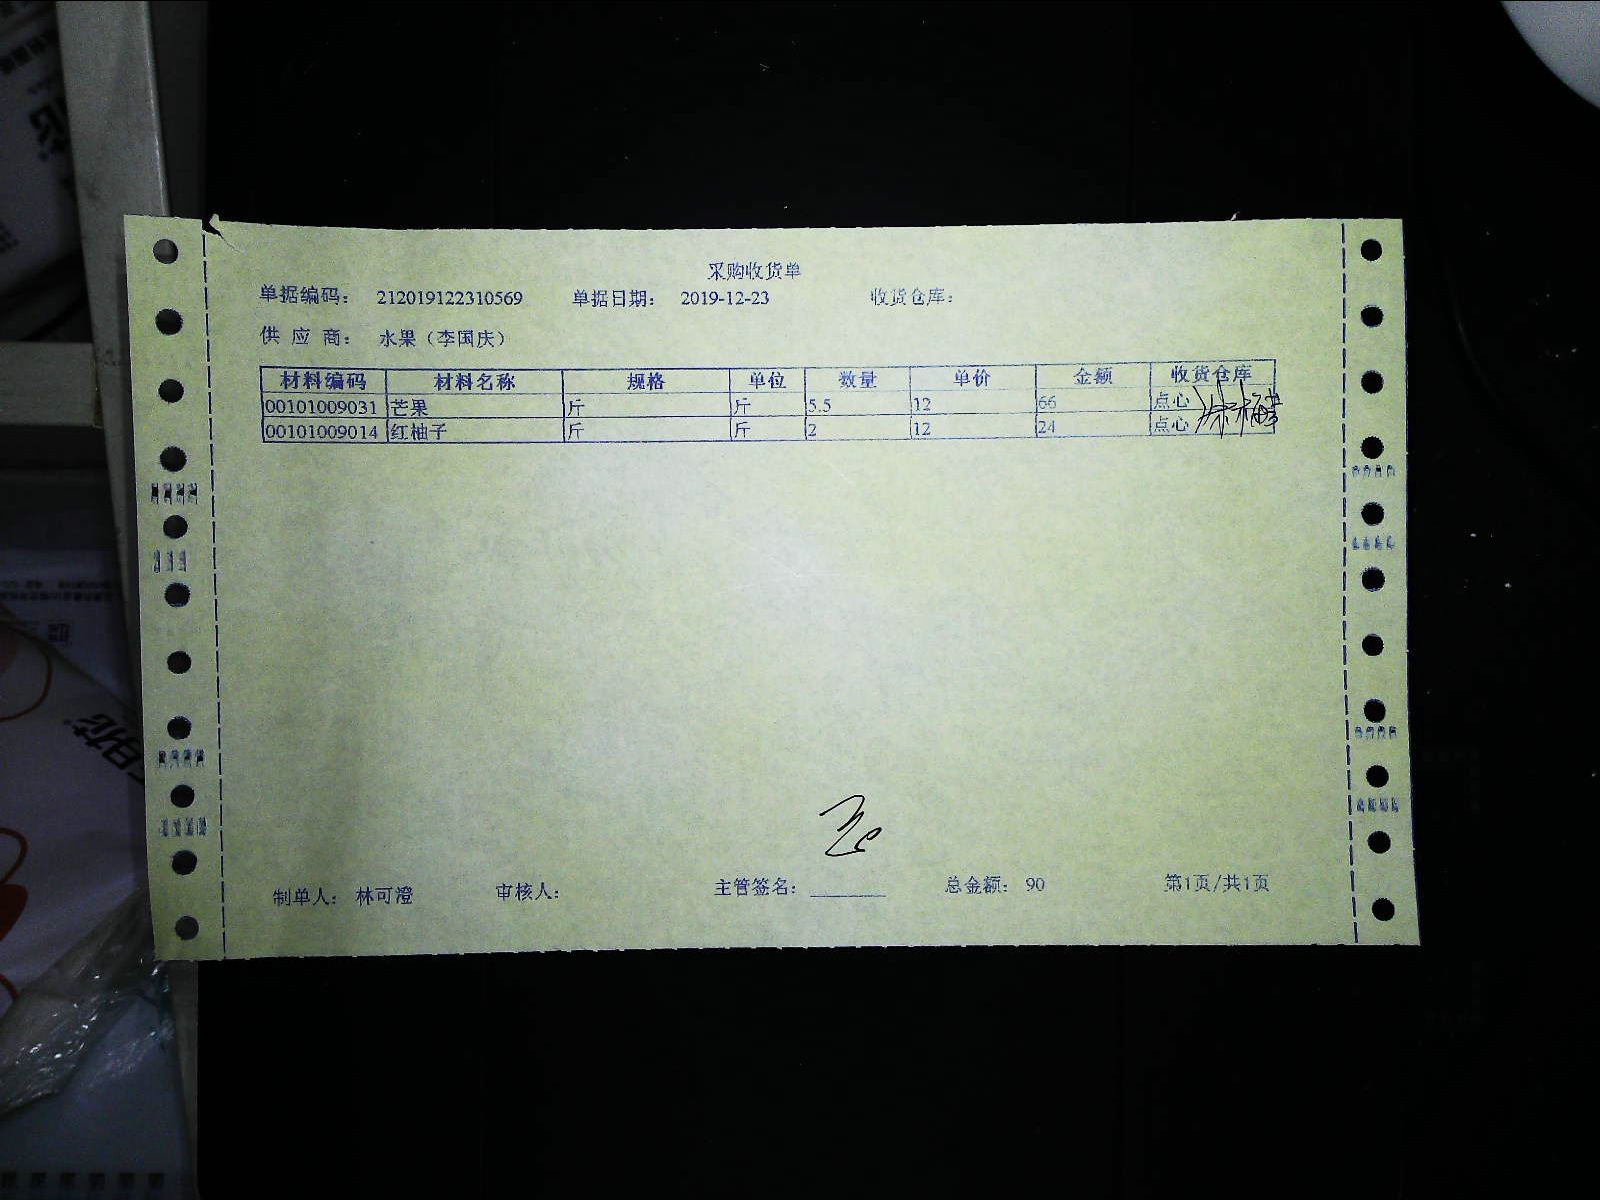 采购收货单
单据编码： 212019122310569 单据日期： 2019-12-23 收货仓库：
供 应 商： 水果（李国庆）
材料编码 材料名称 规格 单位 数量 单价 金额 收货仓库
00101009031 芒果 斤 斤 5.5 12 66 点心
00101009014 红柚子 斤 斤 2 12 24 点心
制单人： 林可澄 审核人： 主管签名： 总金额： 90 第1页/共1页